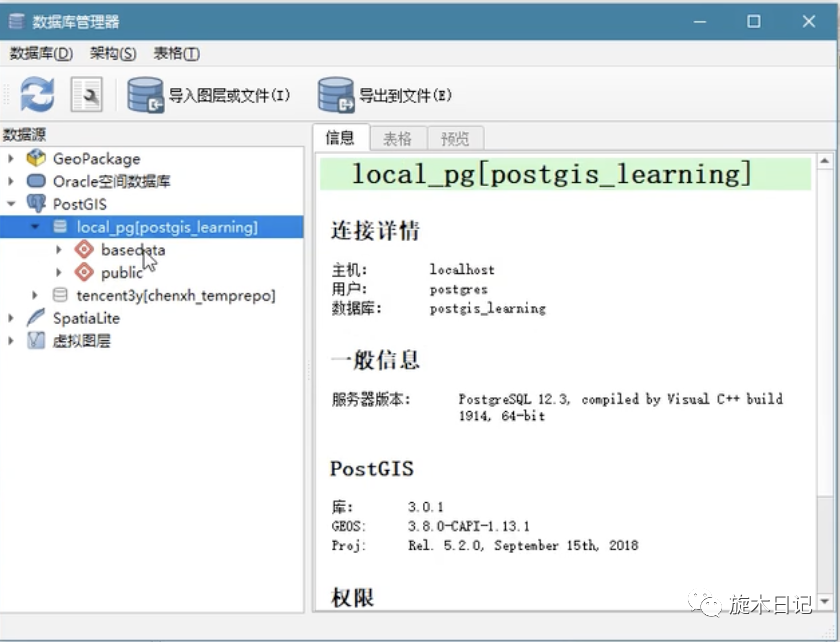 数据库管理器
数据库(D) 架构(S) 表格(T)
导入图层或文件(I) 导出到文件(E)
数据源
GeoPackage
Oracle空间数据库
PostGIS
local_pg[postgis_learning]
basedata
public
tencent3y[chenxh_temprepo]
SpatiaLite
虚拟图层
信息 表格 预览
local_pg[postgis_learning]
连接详情
主机: localhost
用户: postgres
数据库: postgis_learning
一般信息
服务器版本: PostgreSQL 12.3, compiled by Visual C++ build
1914, 64-bit
PostGIS
库: 3.0.1
GEOS: 3.8.0-CAPI-1.13.1
Proj: Rel. 5.2.0, September 15th, 2018
权限
旋木日记